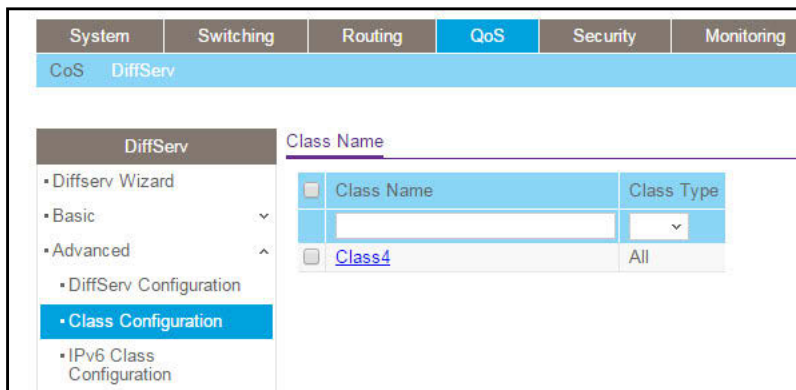 System Switching Routing QoS Security Monitoring
CoS DiffServ
DiffServ
Diffserv Wizard
Basic
Advanced
DiffServ Configuration
Class Configuration
IPv6 Class
Configuration
Class Name
Class Name Class Type
Class4 All